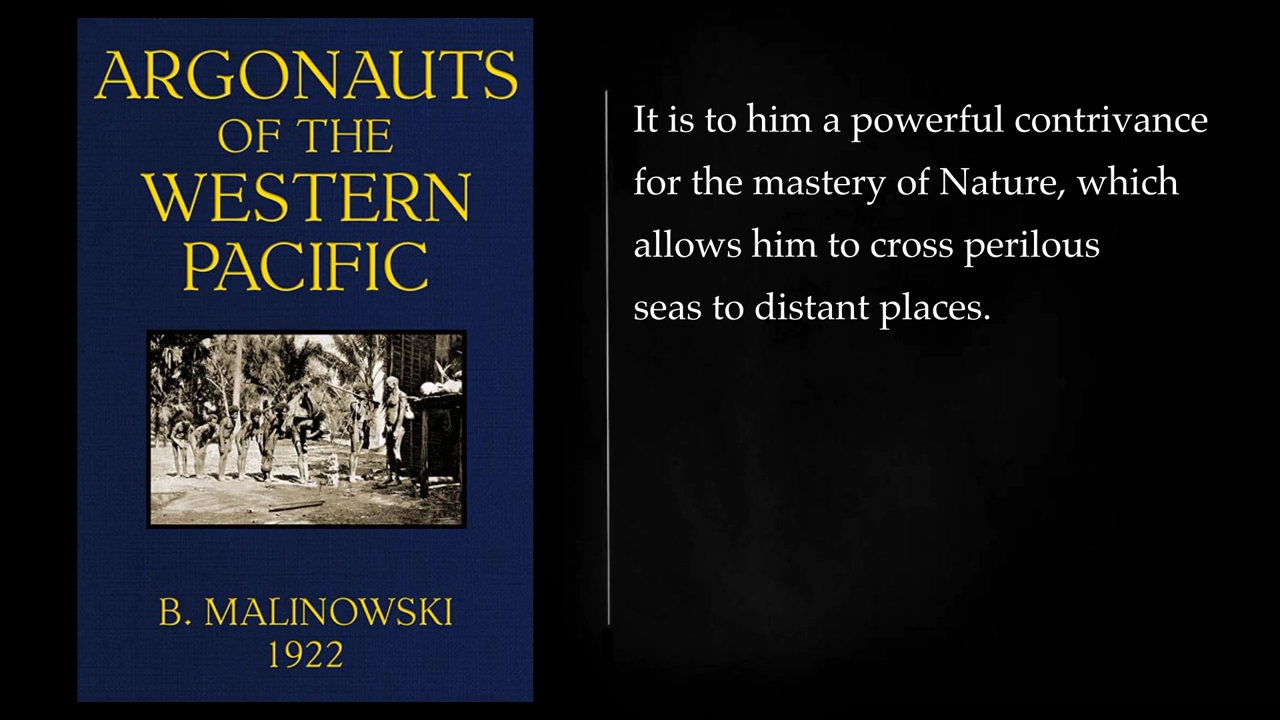 ARGONAUTS
OF THE
WESTERN
PACIFIC
B. MALINOWSKI
1922
It is to him a powerful contrivance
for the mastery of Nature, which
allows him to cross perilous
seas to distant places.